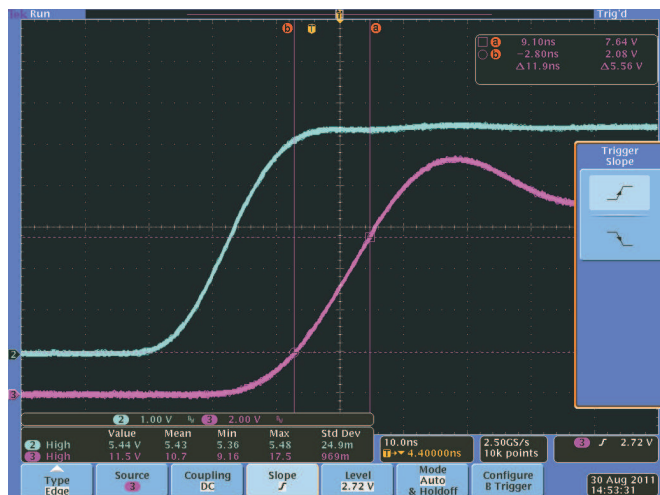 Run
Trig'd
T
b
T
a
a 9.10ns 7.64 V
b −2.80ns 2.08 V
Δ11.9ns Δ5.56 V
Trigger
Slope
2
3
2 1.00 V 3 2.00 V
Value Mean Min Max Std Dev
2 High 5.44 V 5.43 5.36 5.48 24.9m
3 High 11.5 V 10.7 9.16 17.5 969m
10.0ns
T→▼ 4.40000ns
2.50GS/s
10k points
3 2.72 V
Type
Edge
Source
3
Coupling
DC
Slope
Level
2.72 V
Mode
Auto
& Holdoff
Configure
B Trigger
30 Aug 2011
14:53:31